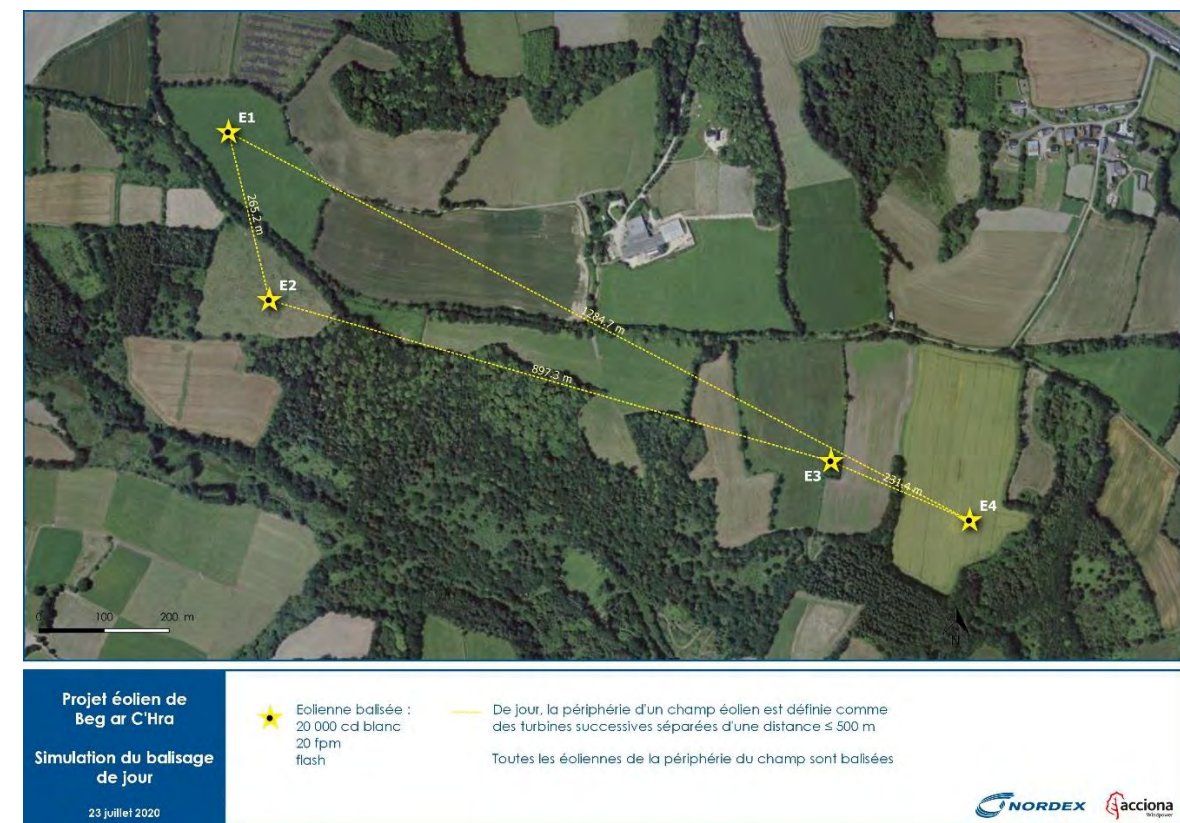 E1
265.2 m
E2
1284.7 m
897.3 m
E3
231.4 m
E4
0 100 200 m
N
Projet éolien de
Beg ar C'Hra
Simulation du balisage
de jour
23 juillet 2020
Eolienne balisée :
20 000 cd blanc
20 fpm
flash
De jour, la périphérie d'un champ éolien est définie comme
des turbines successives séparées d'une distance ≤ 500 m
Toutes les éoliennes de la périphérie du champ sont balisées
NORDEX
acciona
Windpower